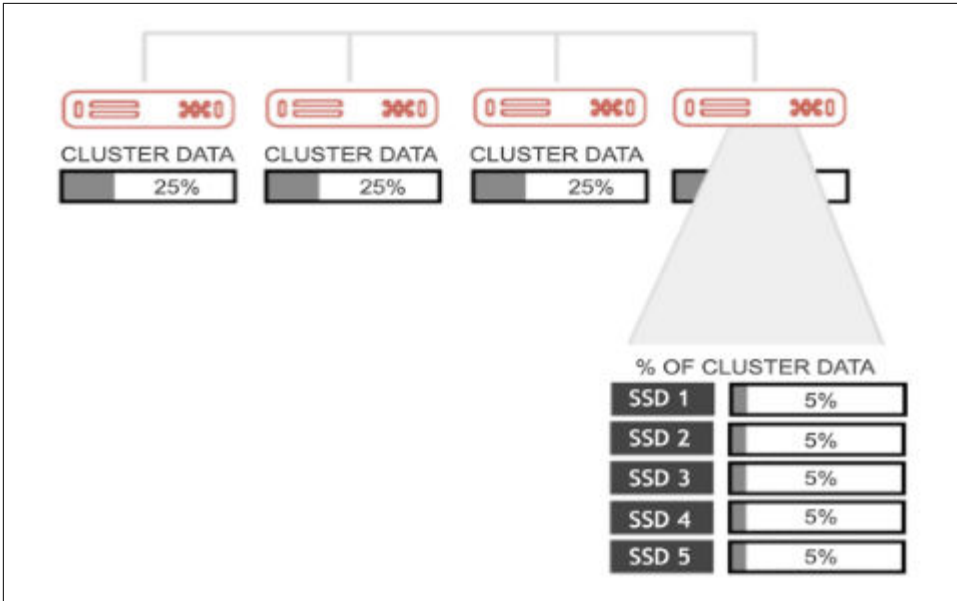 CLUSTER DATA CLUSTER DATA CLUSTER DATA
25% 25% 25%
% OF CLUSTER DATA
SSD 1 5%
SSD 2 5%
SSD 3 5%
SSD 4 5%
SSD 5 5%